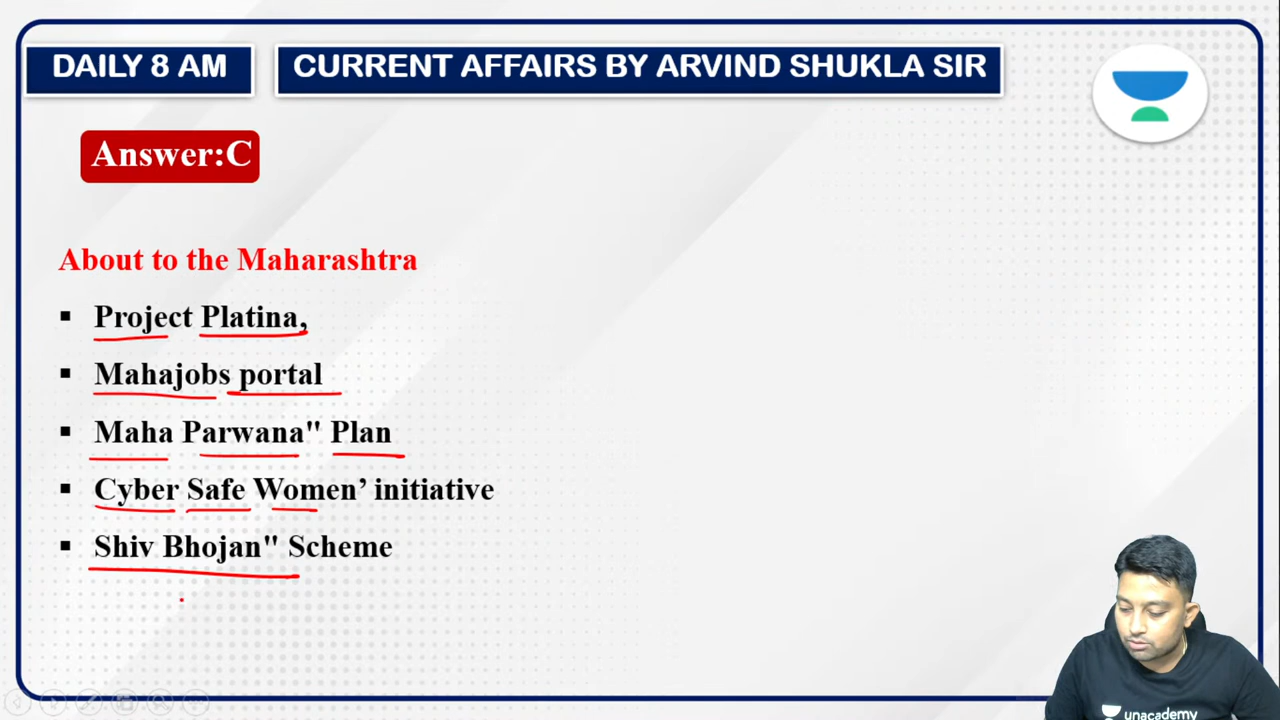 DAILY 8 AM
CURRENT AFFAIRS BY ARVIND SHUKLA SIR
Answer:C
About to the Maharashtra
▪ Project Platina,
▪ Mahajobs portal
▪ Maha Parwana" Plan
▪ Cyber Safe Women’ initiative
▪ Shiv Bhojan" Scheme
unacademy